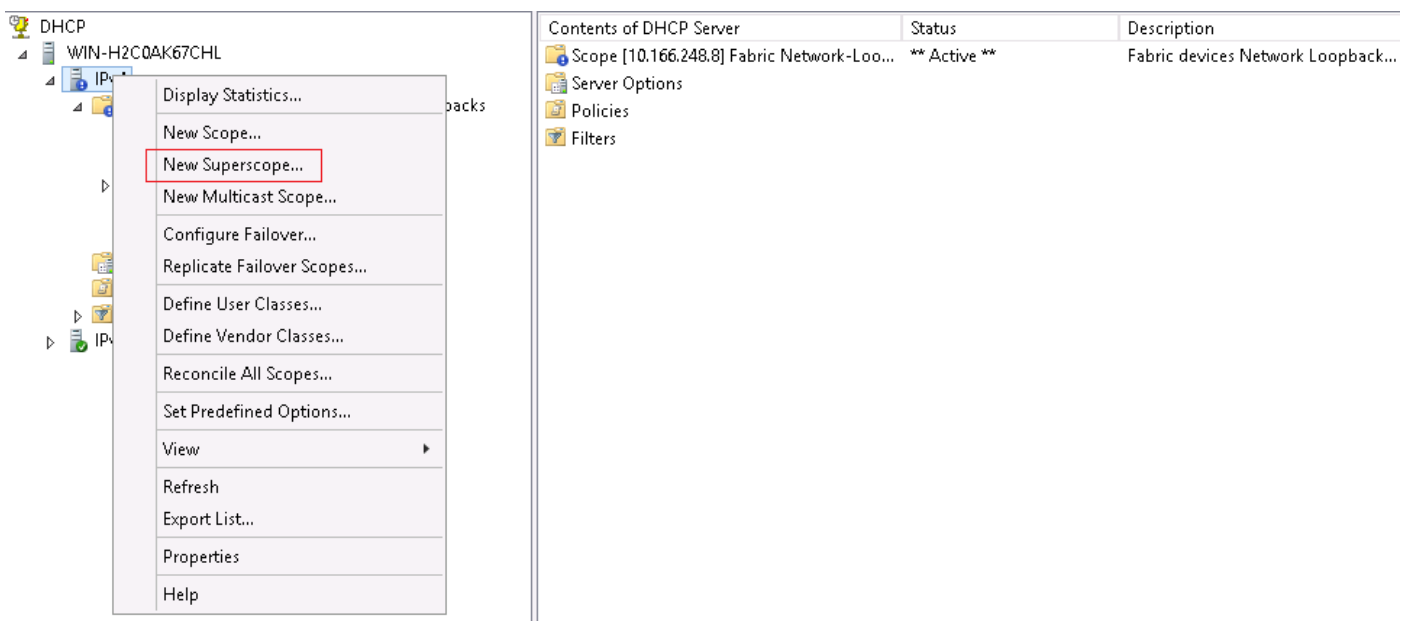 DHCP
WIN-H2C0AK67CHL
Display Statistics...
New Scope...
New Superscope...
New Multicast Scope...
Configure Failover...
Replicate Failover Scopes...
Define User Classes...
Define Vendor Classes...
Reconcile All Scopes...
Set Predefined Options...
View
Refresh
Export List...
Properties
Help
Contents of DHCP Server Status Description
Scope [10.166.248.8] Fabric Network-Loo... ** Active ** Fabric devices Network Loopback...
Server Options
Policies
Filters